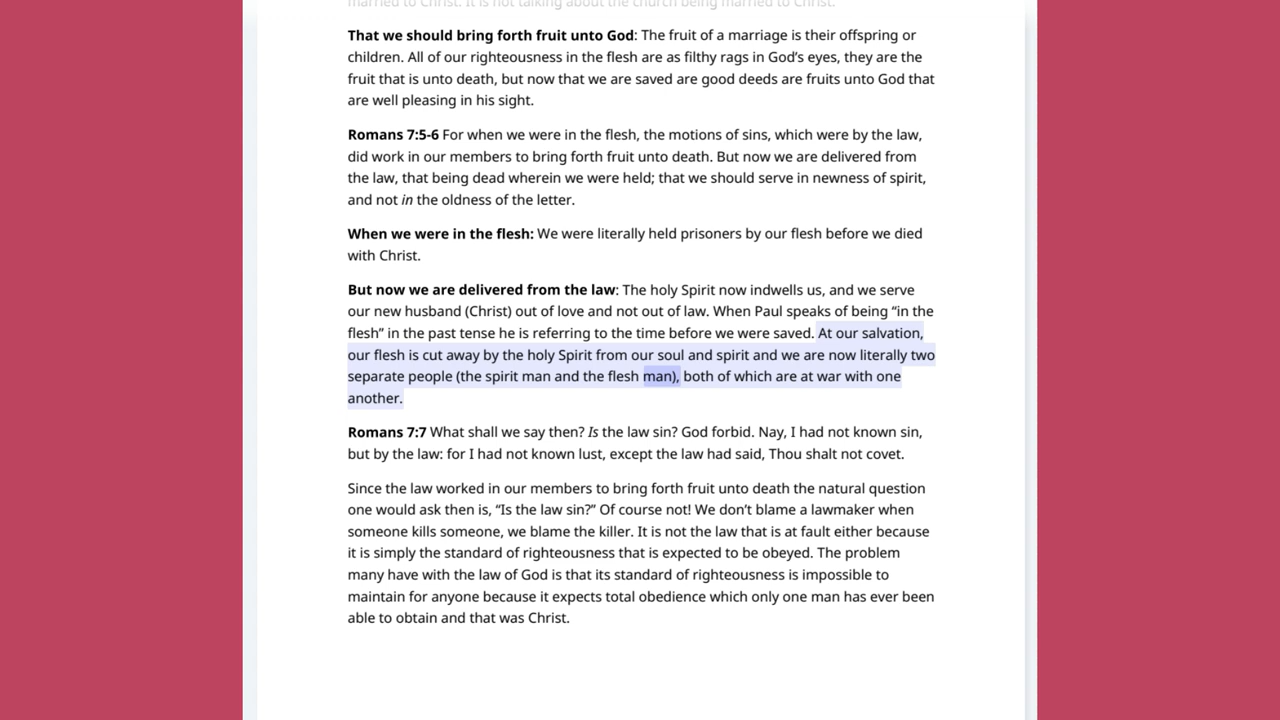 married to Christ. It is not talking about the church being married to Christ.
That we should bring forth fruit unto God: The fruit of a marriage is their offspring or
children. All of our righteousness in the flesh are as filthy rags in God’s eyes, they are the
fruit that is unto death, but now that we are saved are good deeds are fruits unto God that
are well pleasing in his sight.
Romans 7:5-6 For when we were in the flesh, the motions of sins, which were by the law,
did work in our members to bring forth fruit unto death. But now we are delivered from
the law, that being dead wherein we were held; that we should serve in newness of spirit,
and not in the oldness of the letter.
When we were in the flesh: We were literally held prisoners by our flesh before we died
with Christ.
But now we are delivered from the law: The holy Spirit now indwells us, and we serve
our new husband (Christ) out of love and not out of law. When Paul speaks of being “in the
flesh” in the past tense he is referring to the time before we were saved. At our salvation,
our flesh is cut away by the holy Spirit from our soul and spirit and we are now literally two
separate people (the spirit man and the flesh man), both of which are at war with one
another.
Romans 7:7 What shall we say then? Is the law sin? God forbid. Nay, I had not known sin,
but by the law: for I had not known lust, except the law had said, Thou shalt not covet.
Since the law worked in our members to bring forth fruit unto death the natural question
one would ask then is, “Is the law sin?” Of course not! We don’t blame a lawmaker when
someone kills someone, we blame the killer. It is not the law that is at fault either because
it is simply the standard of righteousness that is expected to be obeyed. The problem
many have with the law of God is that its standard of righteousness is impossible to
maintain for anyone because it expects total obedience which only one man has ever been
able to obtain and that was Christ.